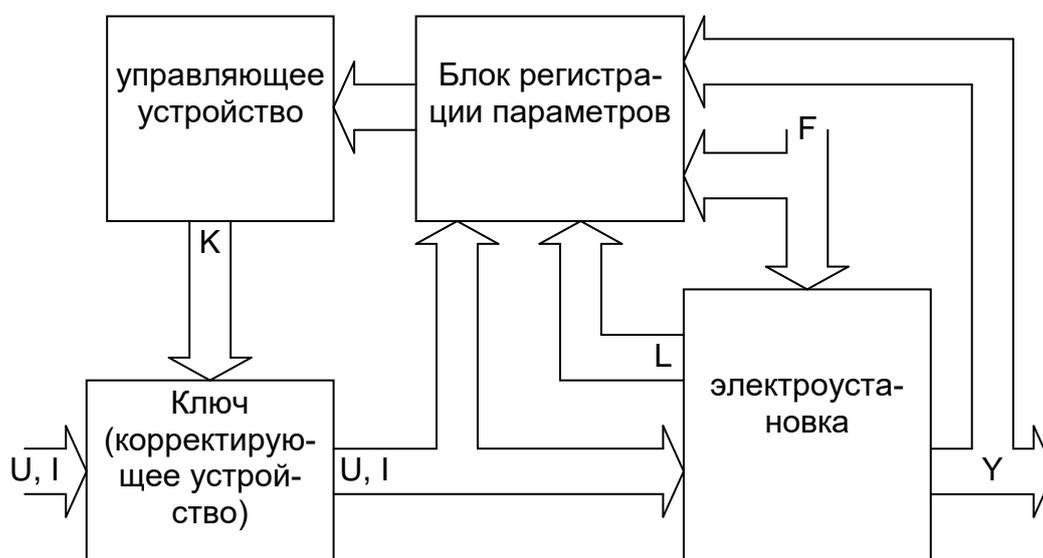 управляющее
устройство
Блок регистра-
ции параметров
F
K
L
Ключ
(корректирую-
щее устрой-
ство)
электроуста-
новка
U, I
U, I
Y